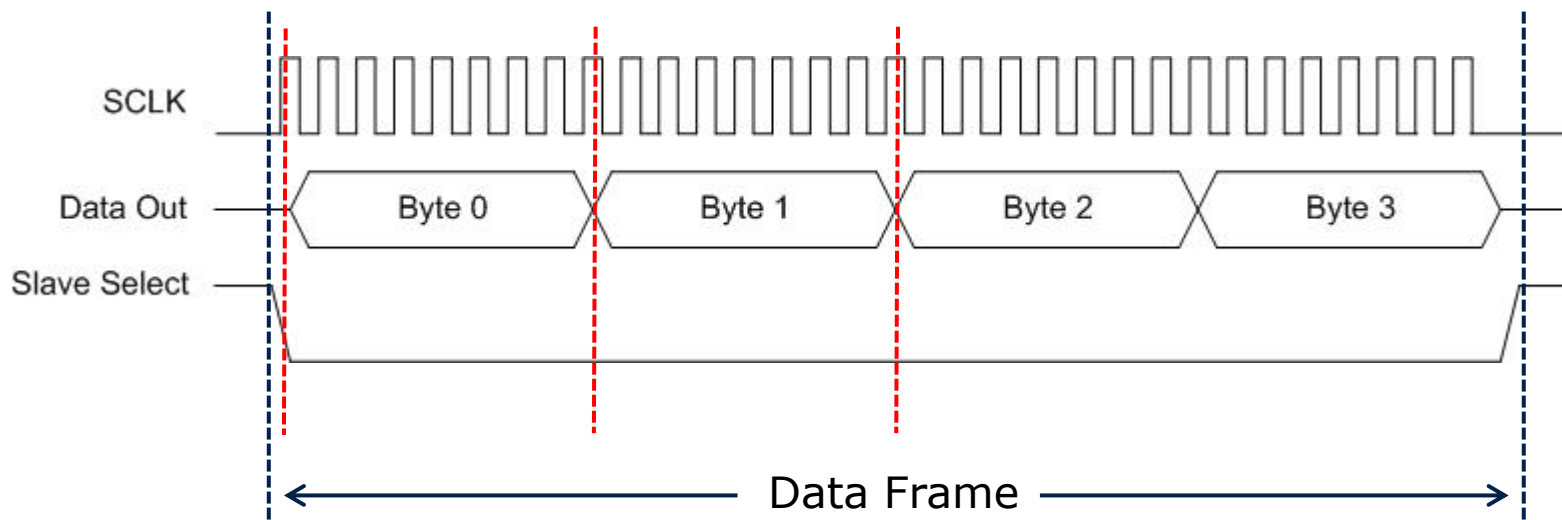 SCLK
Data Out
Byte 0
Byte 1
Byte 2
Byte 3
Slave Select
Data Frame